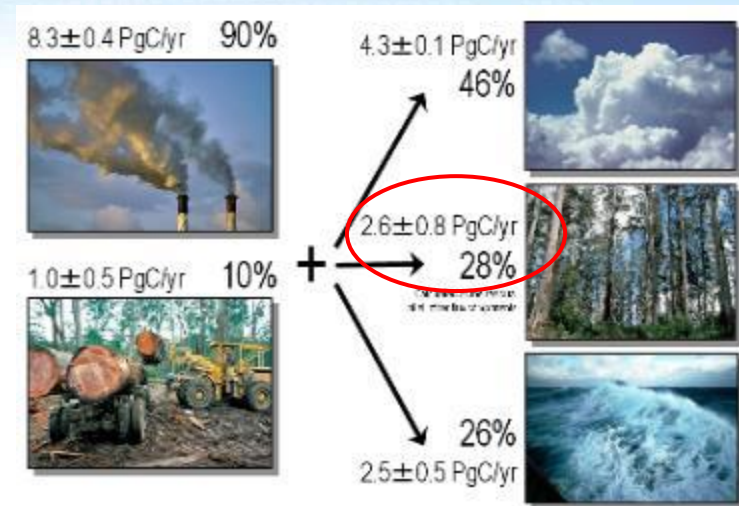 8.3±0.4 PgC/yr 90%
1.0±0.5 PgC/yr 10%
+
4.3±0.1 PgC/yr
46%
2.6±0.8 PgC/yr
28%
26%
2.5±0.5 PgC/yr